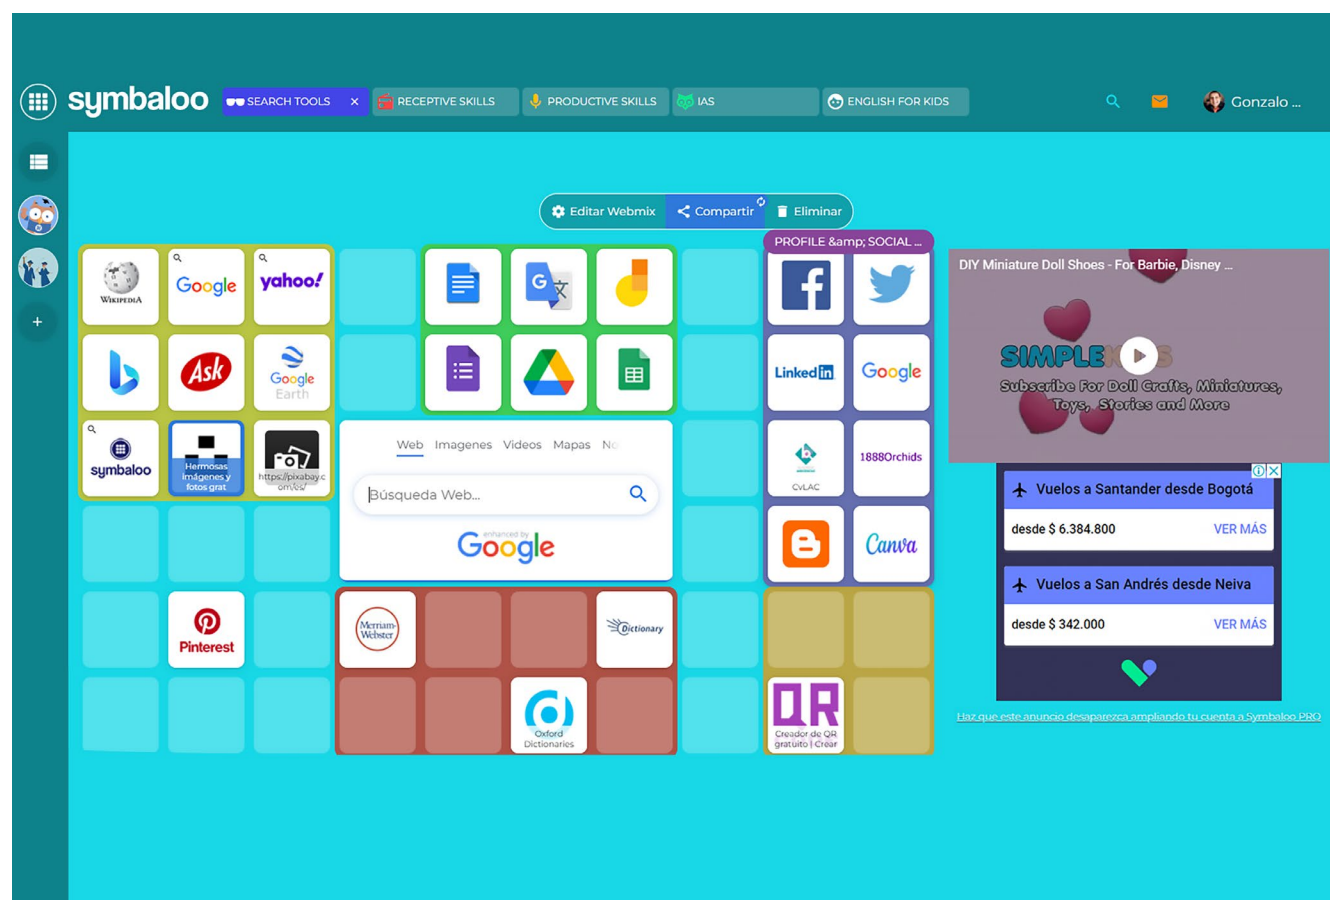 symbaloo
SEARCH TOOLS ×
RECEPTIVE SKILLS
PRODUCTIVE SKILLS
IAS
ENGLISH FOR KIDS
Gonzalo ...
+
Editar Webmix
Compartir
Eliminar
WIKIPEDIA
Google
yahoo!
Ask
Google
Earth
symbaloo
Hermosas
imágenes y
fotos grat
https://pixabay.c
om/es/
G
文
Web Imagenes Videos Mapas No
Búsqueda Web...
enhanced by
Google
PROFILE &amp; SOCIAL ...
f
Linked in
Google
CvLAC
1888Orchids
B
Canva
Pinterest
Merriam-
Webster
Dictionary
Oxford
Dictionaries
QR
Creador de QR
gratuito | Crear
DIY Miniature Doll Shoes - For Barbie, Disney ...
SIMPLEKIDS
Subscribe For Doll Crafts, Miniatures,
Toys, Stories and More
Vuelos a Santander desde Bogotá
desde $ 6.384.800 VER MÁS
Vuelos a San Andrés desde Neiva
desde $ 342.000 VER MÁS
Haz que este anuncio desaparezca ampliando tu cuenta a Symbaloo PRO